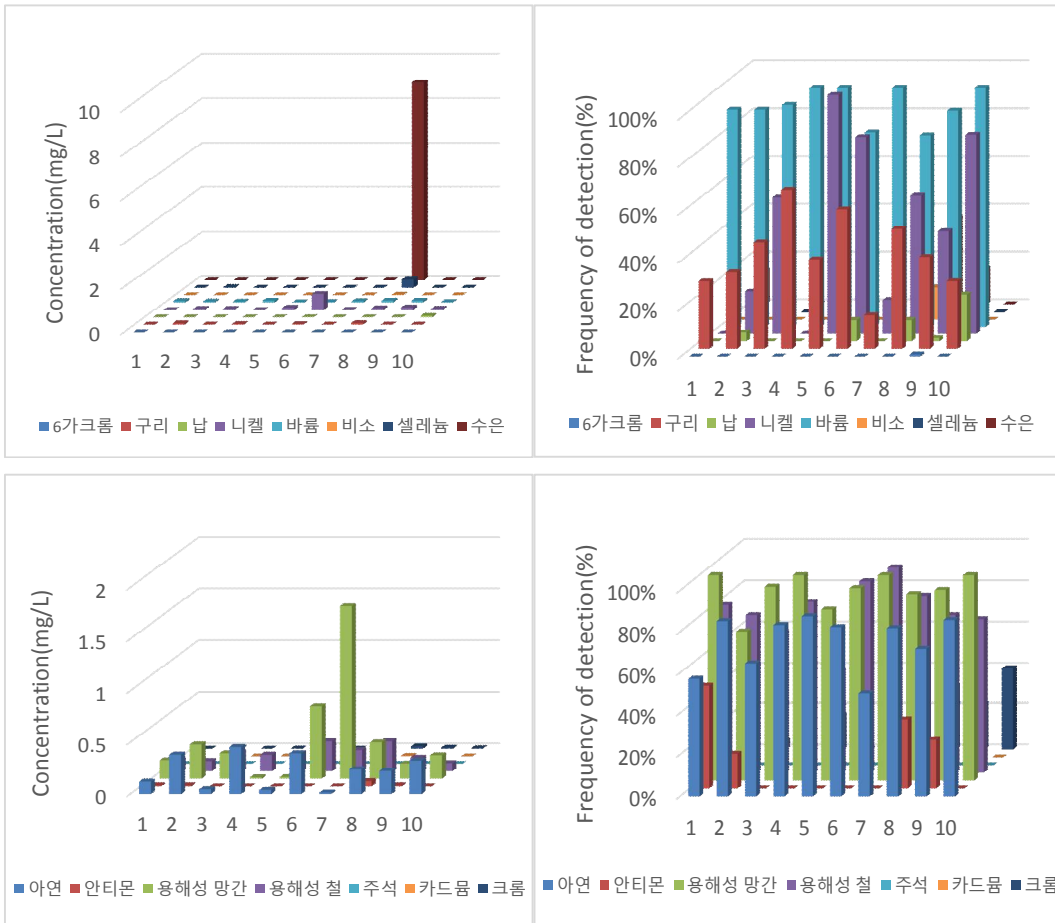 Concentration(mg/L)
10
8
6
4
2
0
1 2 3 4 5 6 7 8 9 10
6가크롬 구리 납 니켈 바륨 비소 셀레늄 수은
Frequency of detection(%)
100%
80%
60%
40%
20%
0%
1 2 3 4 5 6 7 8 9 10
6가크롬 구리 납 니켈 바륨 비소 셀레늄 수은
Concentration(mg/L)
2
1.5
1
0.5
0
1 2 3 4 5 6 7 8 9 10
아연 안티몬 용해성 망간 용해성 철 주석 카드뮴 크롬
Frequency of detection(%)
100%
80%
60%
40%
20%
0%
1 2 3 4 5 6 7 8 9 10
아연 안티몬 용해성 망간 용해성 철 주석 카드뮴 크롬